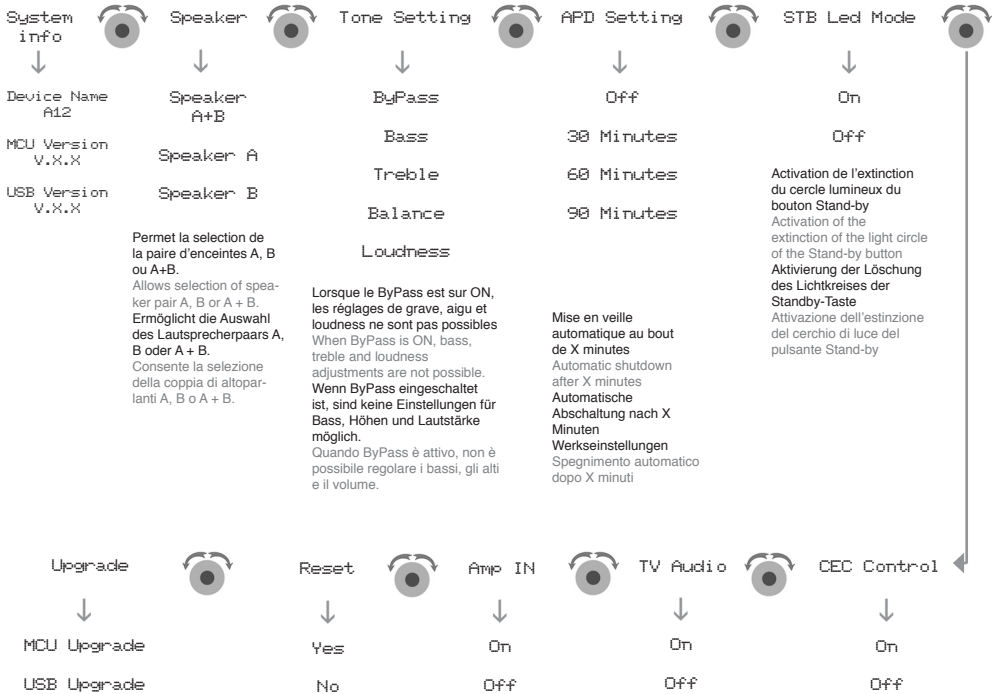 System info
Device Name
A12
MCU Version
V.X.X
USB Version
V.X.X
Speaker
Speaker
A+B
Speaker A
Speaker B
Permet la selection de
la paire d'enceintes A, B
ou A+B.
Allows selection of spea-
ker pair A, B or A + B.
Ermöglicht die Auswahl
des Lautsprecherpaars A,
B oder A + B.
Consente la selezione
della coppia di altopar-
lanti A, B o A + B.
Tone Setting
ByPass
Bass
Treble
Balance
Loudness
Lorsque le ByPass est sur ON,
les réglages de grave, aigu et
loudness ne sont pas possibles
When ByPass is ON, bass,
treble and loudness
adjustments are not possible.
Wenn ByPass eingeschaltet
ist, sind keine Einstellungen für
Bass, Höhen und Lautstärke
möglich.
Quando ByPass è attivo, non è
possibile regolare i bassi, gli alti
e il volume.
APD Setting
Off
30 Minutes
60 Minutes
90 Minutes
Mise en veille
automatique au bout
de X minutes
Automatic shutdown
after X minutes
Automatische
Abschaltung nach X
Minuten
Werkseinstellungen
Spegnimento automatico
dopo X minuti
STB Led Mode
On
Off
Activation de l'extinction
du cercle lumineux du
bouton Stand-by
Activation of the
extinction of the light circle
of the Stand-by button
Aktivierung der Löschung
des Lichtkreises der
Standby-Taste
Attivazione dell'estinzione
del cerchio di luce del
pulsante Stand-by
Upgrade
MCU Upgrade
USB Upgrade
Reset
Yes
No
Amp IN
On
Off
TV Audio
On
Off
CEC Control
On
Off